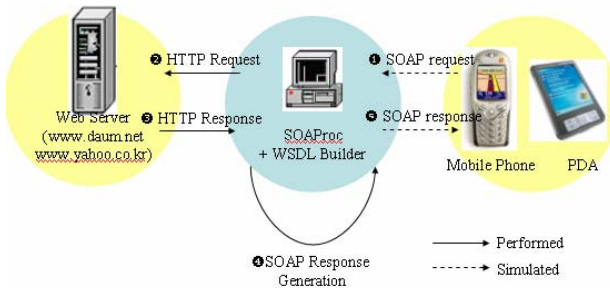 ❷ HTTP Request
❶ SOAP request
Web Server
(www.daum.net
www.yahoo.co.kr)
❸ HTTP Response
SOAProc
+ WSDL Builder
❺ SOAP response
Mobile Phone
PDA
❹SOAP Response
Generation
Performed
Simulated